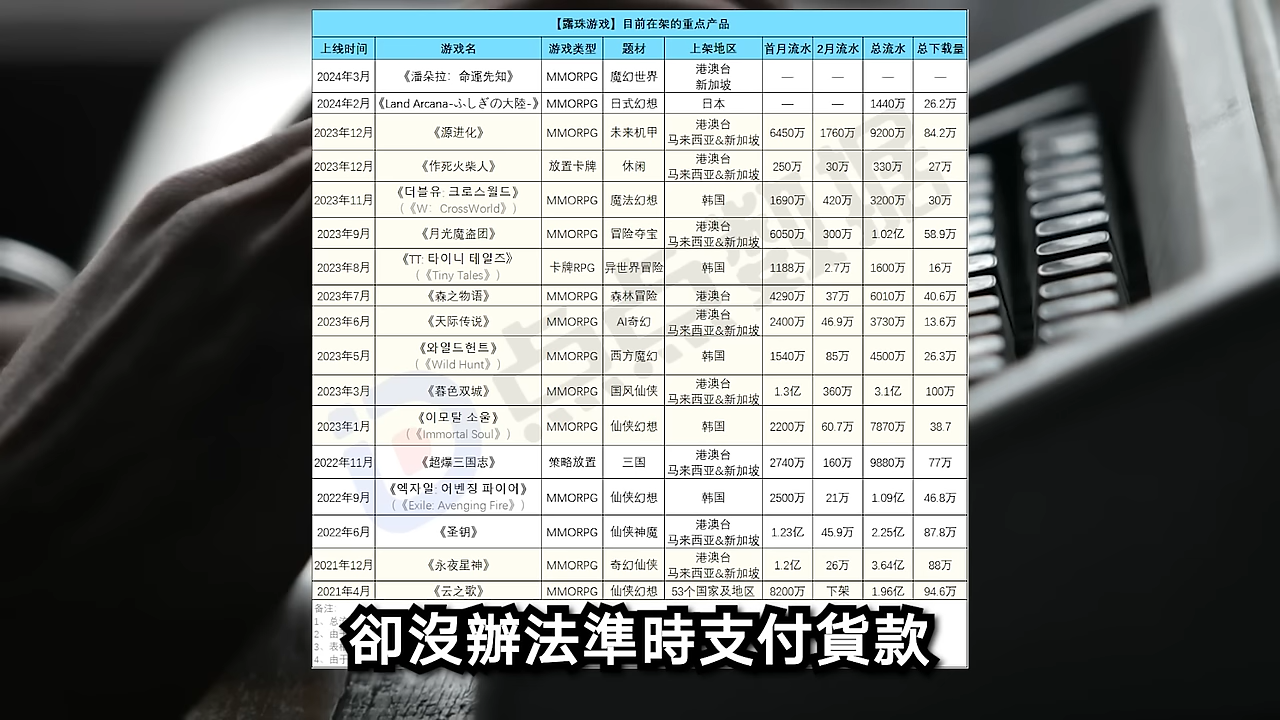 【露珠游戏】目前在架的重点产品
上线时间 游戏名 游戏类型 题材 上架地区 首月流水 2月流水 总流水 总下载量
2024年3月 《潘朵拉：命運先知》 MMORPG 魔幻世界 港澳台 新加坡 — — — —
2024年2月 《Land Arcana-ふしぎの大陸-》 MMORPG 日式幻想 日本 — — 1440万 26.2万
2023年12月 《源进化》 MMORPG 未来机甲 港澳台 马来西亚&新加坡 6450万 1760万 9200万 84.2万
2023年12月 《作死火柴人》 放置卡牌 休闲 港澳台 马来西亚&新加坡 250万 30万 330万 27万
2023年11月 《더블유: 크로스월드》 （《W：CrossWorld》） MMORPG 魔法幻想 韩国 1690万 420万 3200万 30万
2023年9月 《月光魔盗团》 MMORPG 冒险夺宝 港澳台 马来西亚&新加坡 6050万 300万 1.02亿 58.9万
2023年8月 《TT: 타이니 테일즈》 （《Tiny Tales》） 卡牌RPG 异世界冒险 韩国 1188万 2.7万 1600万 16万
2023年7月 《森之物语》 MMORPG 森林冒险 港澳台 4290万 37万 6010万 40.6万
2023年6月 《天际传说》 MMORPG AI奇幻 港澳台 马来西亚&新加坡 2400万 46.9万 3730万 13.6万
2023年5月 《와일드헌트》 （《Wild Hunt》） MMORPG 西方魔幻 韩国 1540万 85万 4500万 26.3万
2023年3月 《暮色双城》 MMORPG 国风仙侠 港澳台 马来西亚&新加坡 1.3亿 360万 3.1亿 100万
2023年1月 《이모탈 소울》 （《Immortal Soul》） MMORPG 仙侠幻想 韩国 2200万 60.7万 7870万 38.7
2022年11月 《超爆三国志》 策略放置 三国 港澳台 马来西亚&新加坡 2740万 160万 9880万 77万
2022年9月 《엑자일: 어벤징 파이어》 （《Exile: Avenging Fire》） MMORPG 仙侠幻想 韩国 2500万 21万 1.09亿 46.8万
2022年6月 《圣钥》 MMORPG 仙侠神魔 港澳台 马来西亚&新加坡 1.23亿 45.9万 2.25亿 87.8万
2021年12月 《永夜星神》 MMORPG 奇幻仙侠 港澳台 马来西亚&新加坡 1.2亿 26万 3.64亿 88万
2021年4月 《云之歌》 MMORPG 仙侠幻想 53个国家及地区 8200万 下架 1.96亿 94.6万
备注:
1、总
2、由于
3、表
4、由于
卻沒辦法準時支付貨款
点点数据